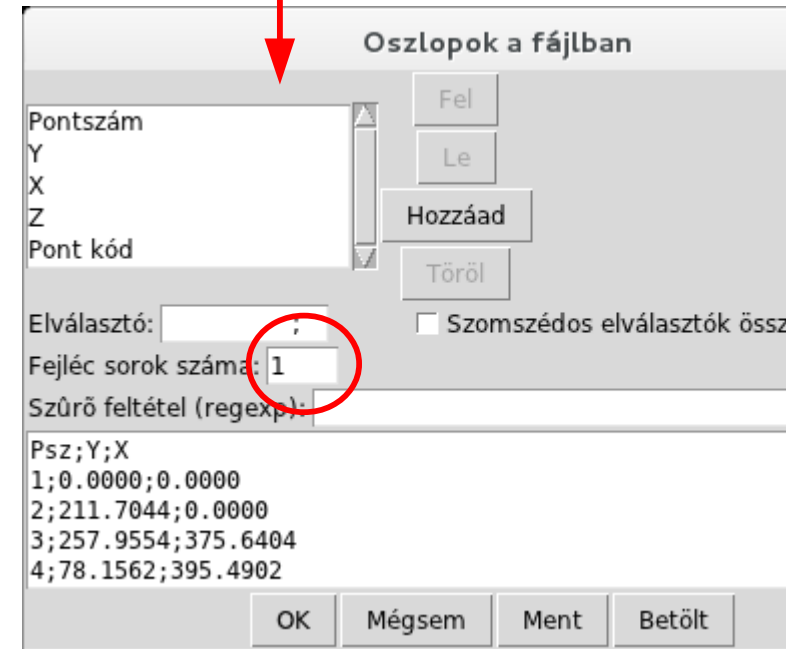 Oszlopok a fájlban
Pontszám
Y
X
Z
Pont kód
Fel
Le
Hozzáad
Töröl
Elválasztó: ;
Szomszédos elválasztók össz
Fejléc sorok száma: 1
Szûrõ feltétel (regexp):
Psz;Y;X
1;0.0000;0.0000
2;211.7044;0.0000
3;257.9554;375.6404
4;78.1562;395.4902
OK Mégsem Ment Betölt